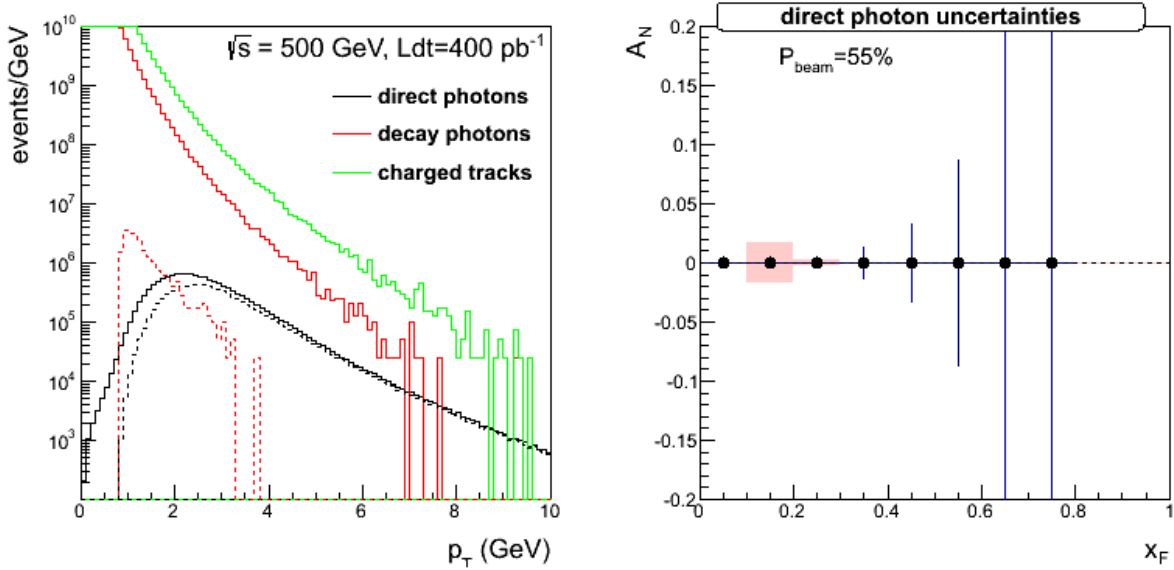 events/GeV
10^10
10^9
10^8
10^7
10^6
10^5
10^4
10^3
√s = 500 GeV, Ldt=400 pb^-1
direct photons
decay photons
charged tracks
0 2 4 6 8 10
p_T (GeV)
direct photon uncertainties
A_N
P_beam=55%
0.2
0.15
0.1
0.05
0
-0.05
-0.1
-0.15
-0.2
0 0.2 0.4 0.6 0.8 1
x_F